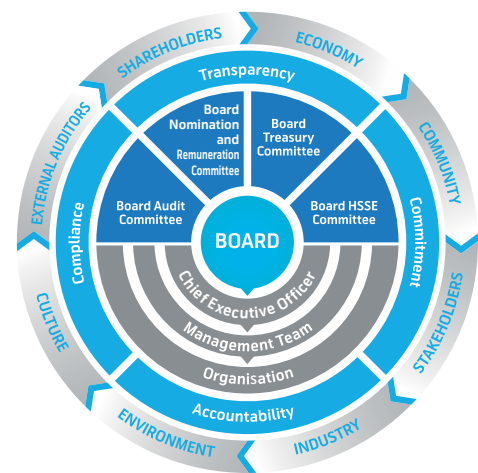 SHAREHOLDERS
ECONOMY
COMMUNITY
STAKEHOLDERS
INDUSTRY
ENVIRONMENT
CULTURE
EXTERNAL AUDITORS
Transparency
Commitment
Accountability
Compliance
Board
Nomination
and
Remuneration
Committee
Board
Treasury
Committee
Board Audit
Committee
Board HSSE
Committee
BOARD
Chief Executive Officer
Management Team
Organisation